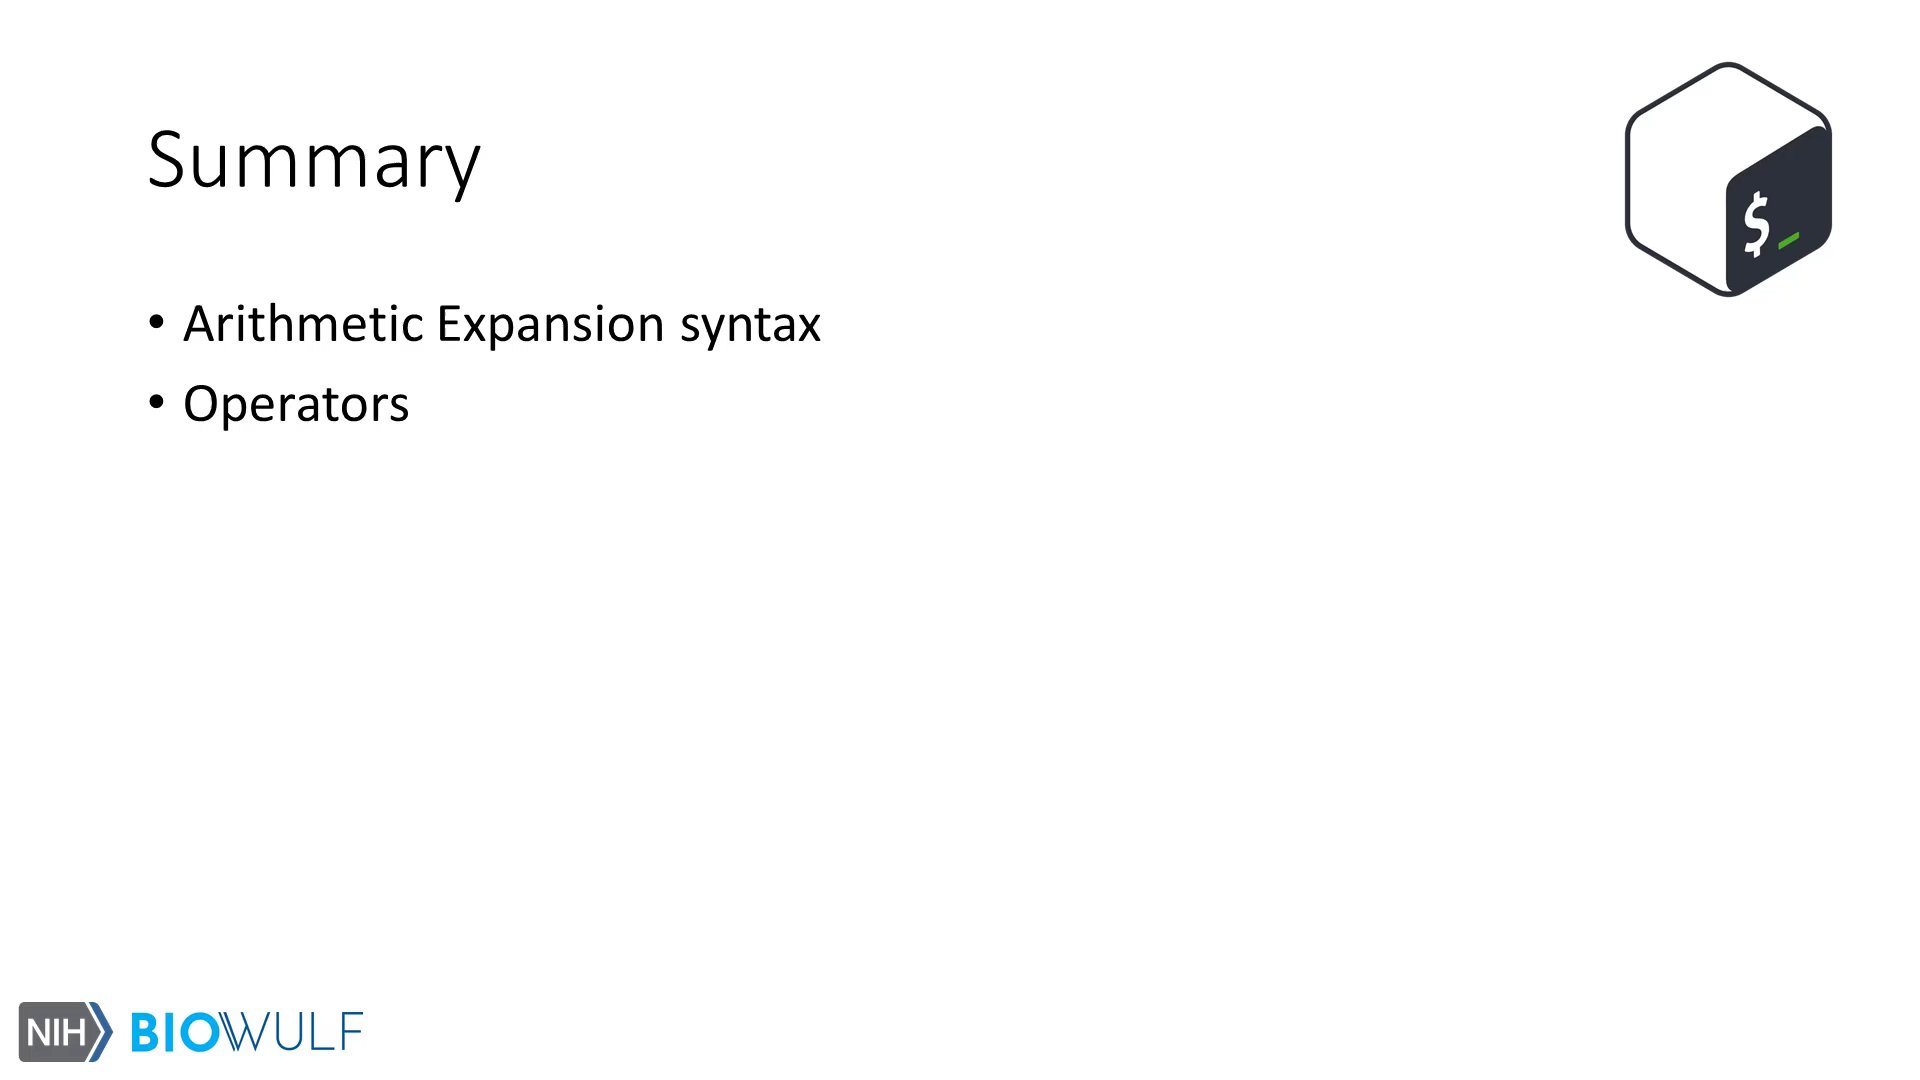 Summary
$_
• Arithmetic Expansion syntax
• Operators
NIH BIOWULF